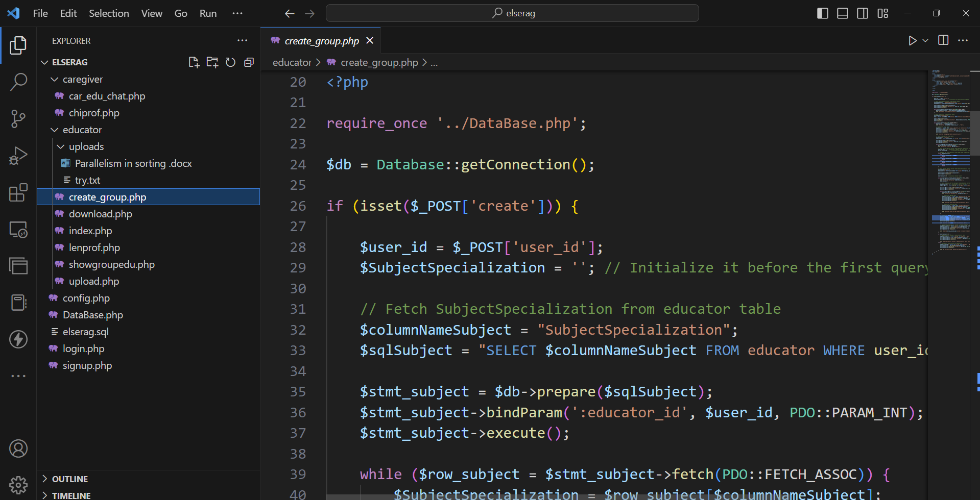 File Edit Selection View Go Run ··· elserag
EXPLORER ···
ELSERAG
caregiver
car_edu_chat.php
chiprof.php
educator
uploads
Parallelism in sorting .docx
try.txt
create_group.php
download.php
index.php
lenprof.php
showgroupedu.php
upload.php
config.php
DataBase.php
elserag.sql
login.php
signup.php
OUTLINE
TIMELINE
create_group.php
educator > create_group.php > ...
20 <?php
21
22 require_once '../DataBase.php';
23
24 $db = Database::getConnection();
25
26 if (isset($_POST['create'])) {
27
28 $user_id = $_POST['user_id'];
29 $SubjectSpecialization = ''; // Initialize it before the first query
30
31 // Fetch SubjectSpecialization from educator table
32 $columnNameSubject = "SubjectSpecialization";
33 $sqlSubject = "SELECT $columnNameSubject FROM educator WHERE user_i
34
35 $stmt_subject = $db->prepare($sqlSubject);
36 $stmt_subject->bindParam(':educator_id', $user_id, PDO::PARAM_INT);
37 $stmt_subject->execute();
38
39 while ($row_subject = $stmt_subject->fetch(PDO::FETCH_ASSOC)) {
40 $SubjectSpecialization = $row_subject[$columnNameSubject];